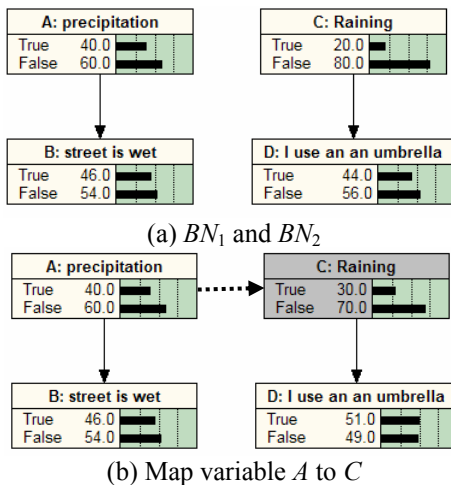 A: precipitation
True 40.0
False 60.0
C: Raining
True 20.0
False 80.0
B: street is wet
True 46.0
False 54.0
D: I use an an umbrella
True 44.0
False 56.0
(a) BN₁ and BN₂
A: precipitation
True 40.0
False 60.0
C: Raining
True 30.0
False 70.0
B: street is wet
True 46.0
False 54.0
D: I use an an umbrella
True 51.0
False 49.0
(b) Map variable A to C